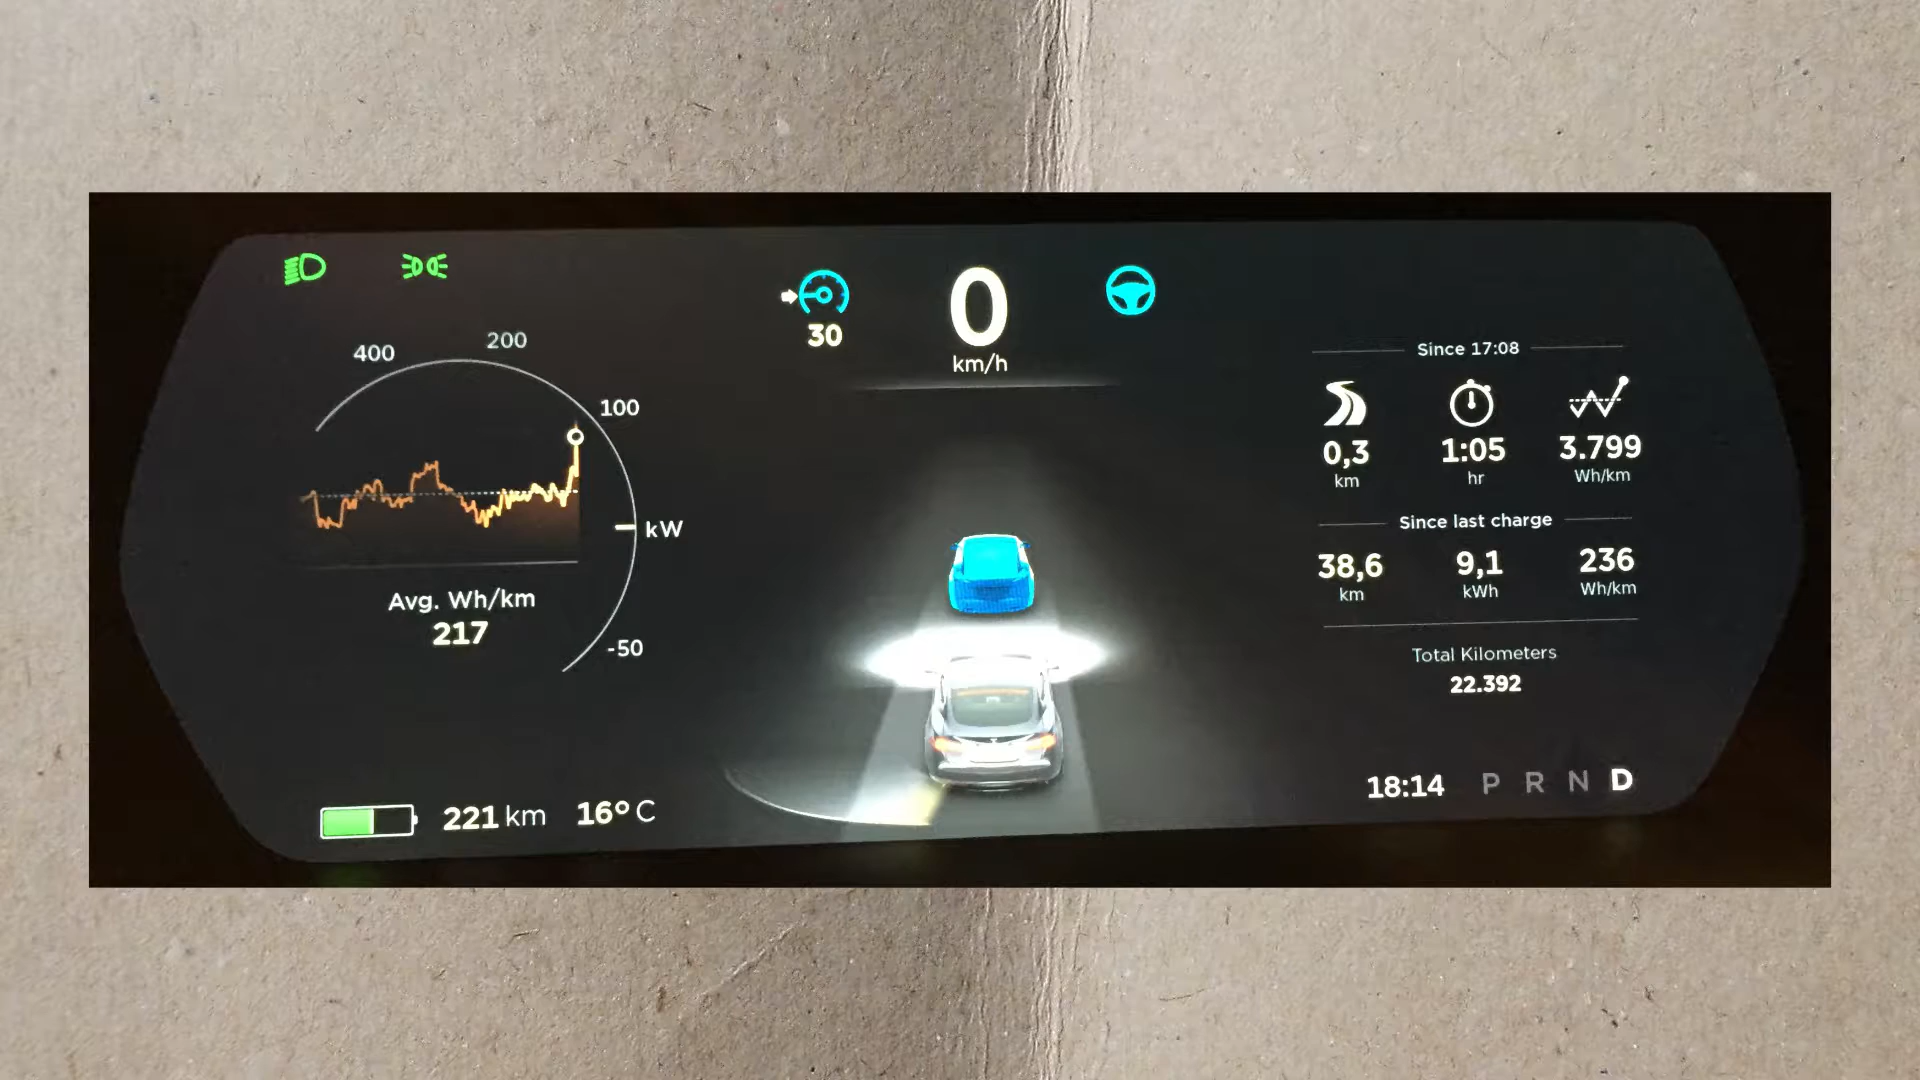 400
200
100
kW
-50
Avg. Wh/km
217
221 km 16° C
30
0
km/h
Since 17:08
0,3 1:05 3.799
km hr Wh/km
Since last charge
38,6 9,1 236
km kWh Wh/km
Total Kilometers
22.392
18:14 P R N D